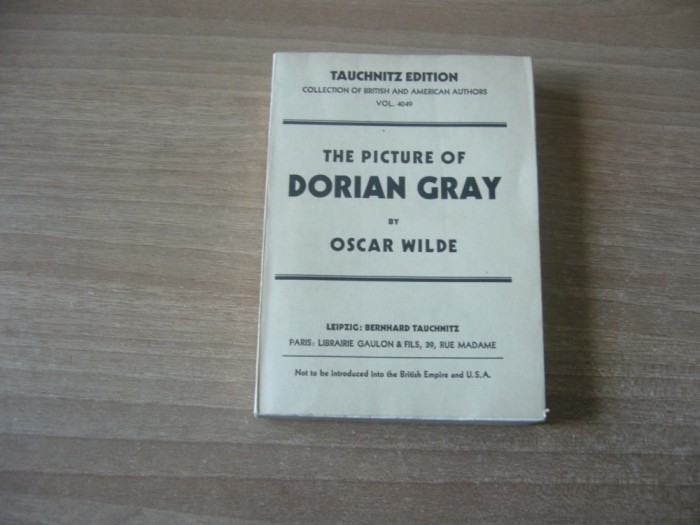 TAUCHNITZ EDITION
COLLECTION OF BRITISH AND AMERICAN AUTHORS
VOL. 4049
THE PICTURE OF
DORIAN GRAY
BY
OSCAR WILDE
LEIPZIG: BERNHARD TAUCHNITZ
PARIS: LIBRAIRIE GAULON & FILS, 39, RUE MADAME
Not to be introduced into the British Empire and U.S.A.